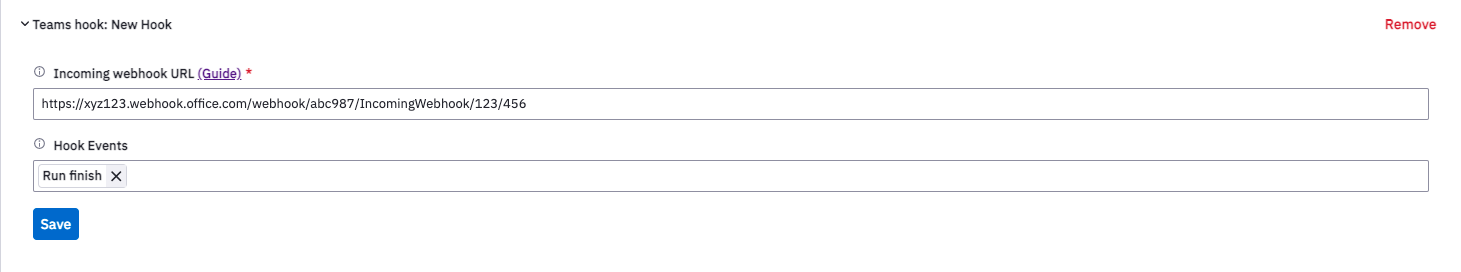 Teams hook: New Hook
Remove
Incoming webhook URL (Guide) *
https://xyz123.webhook.office.com/webhook/abc987/IncomingWebhook/123/456
Hook Events
Run finish
Save